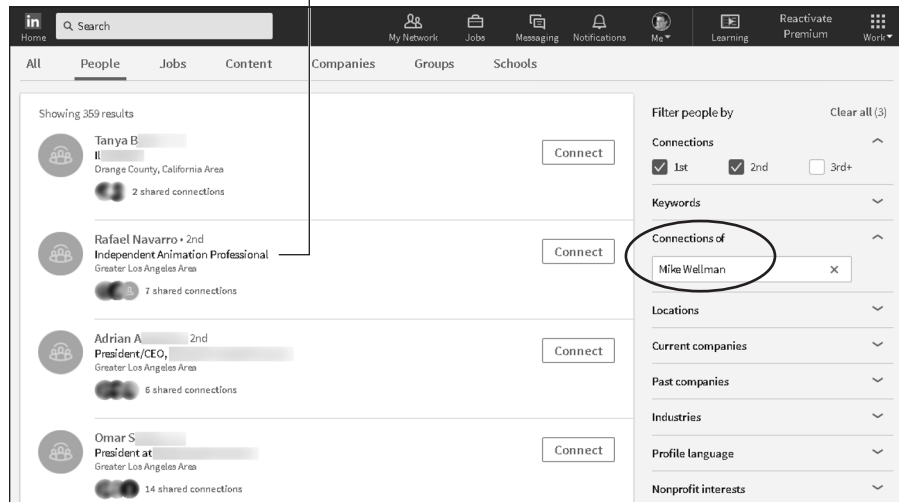 in
Search
Home
My Network
Jobs
Messaging
Notifications
Me
Learning
Reactivate
Premium
Work
All
People
Jobs
Content
Companies
Groups
Schools
Showing 359 results
Tanya B
Il
Orange County, California Area
2 shared connections
Connect
Rafael Navarro • 2nd
Independent Animation Professional
Greater Los Angeles Area
7 shared connections
Connect
Adrian A 2nd
President/CEO,
Greater Los Angeles Area
6 shared connections
Connect
Omar S
President at
Greater Los Angeles Area
14 shared connections
Connect
Filter people by
Clear all (3)
Connections
1st 2nd 3rd+
Keywords
Connections of
Mike Wellman ×
Locations
Current companies
Past companies
Industries
Profile language
Nonprofit interests